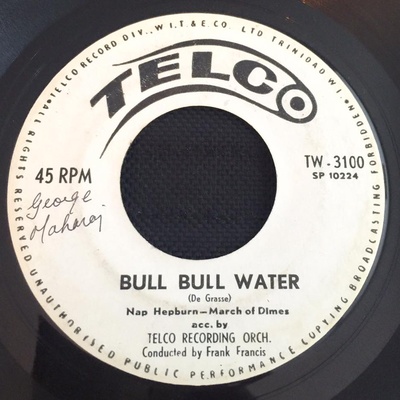 A TELCO RECORD DIV., W.I.T & E. CO. LTD TRINIDAD W.I.
ALL RIGHTS RESERVED UNAUTHORISED PUBLIC PERFORMANCE COPYING BROADCASTING FORBIDDEN
TELCO
45 RPM
TW - 3100
SP 10224
George
Maharaj
BULL BULL WATER
(De Grasse)
Nap Hepburn—March of Dimes
acc. by
TELCO RECORDING ORCH.
Conducted by Frank Francis